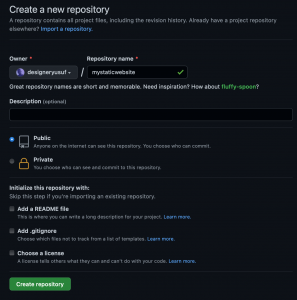 Create a new repository
A repository contains all project files, including the revision history. Already have a project repository
elsewhere? Import a repository.
Owner * Repository name *
designeryusuf / mystaticwebsite
Great repository names are short and memorable. Need inspiration? How about fluffy-spoon?
Description (optional)
Public
Anyone on the internet can see this repository. You choose who can commit.
Private
You choose who can see and commit to this repository.
Initialize this repository with:
Skip this step if you're importing an existing repository.
Add a README file
This is where you can write a long description for your project. Learn more.
Add .gitignore
Choose which files not to track from a list of templates. Learn more.
Choose a license
A license tells others what they can and can't do with your code. Learn more.
Create repository